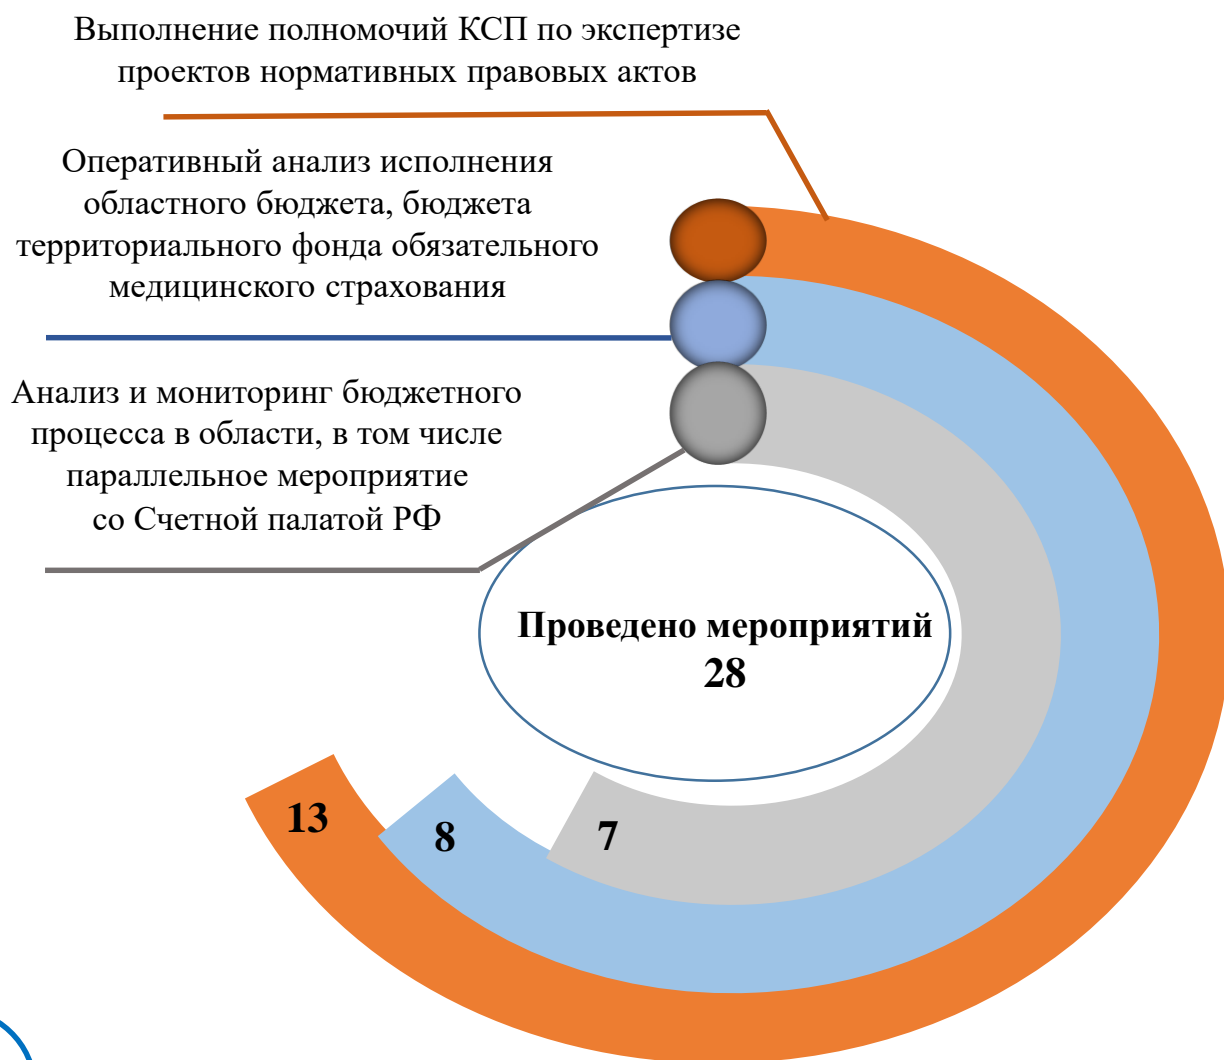 Выполнение полномочий КСП по экспертизе
проектов нормативных правовых актов
Оперативный анализ исполнения
областного бюджета, бюджета
территориального фонда обязательного
медицинского страхования
Анализ и мониторинг бюджетного
процесса в области, в том числе
параллельное мероприятие
со Счетной палатой РФ
Проведено мероприятий
28
13
8
7